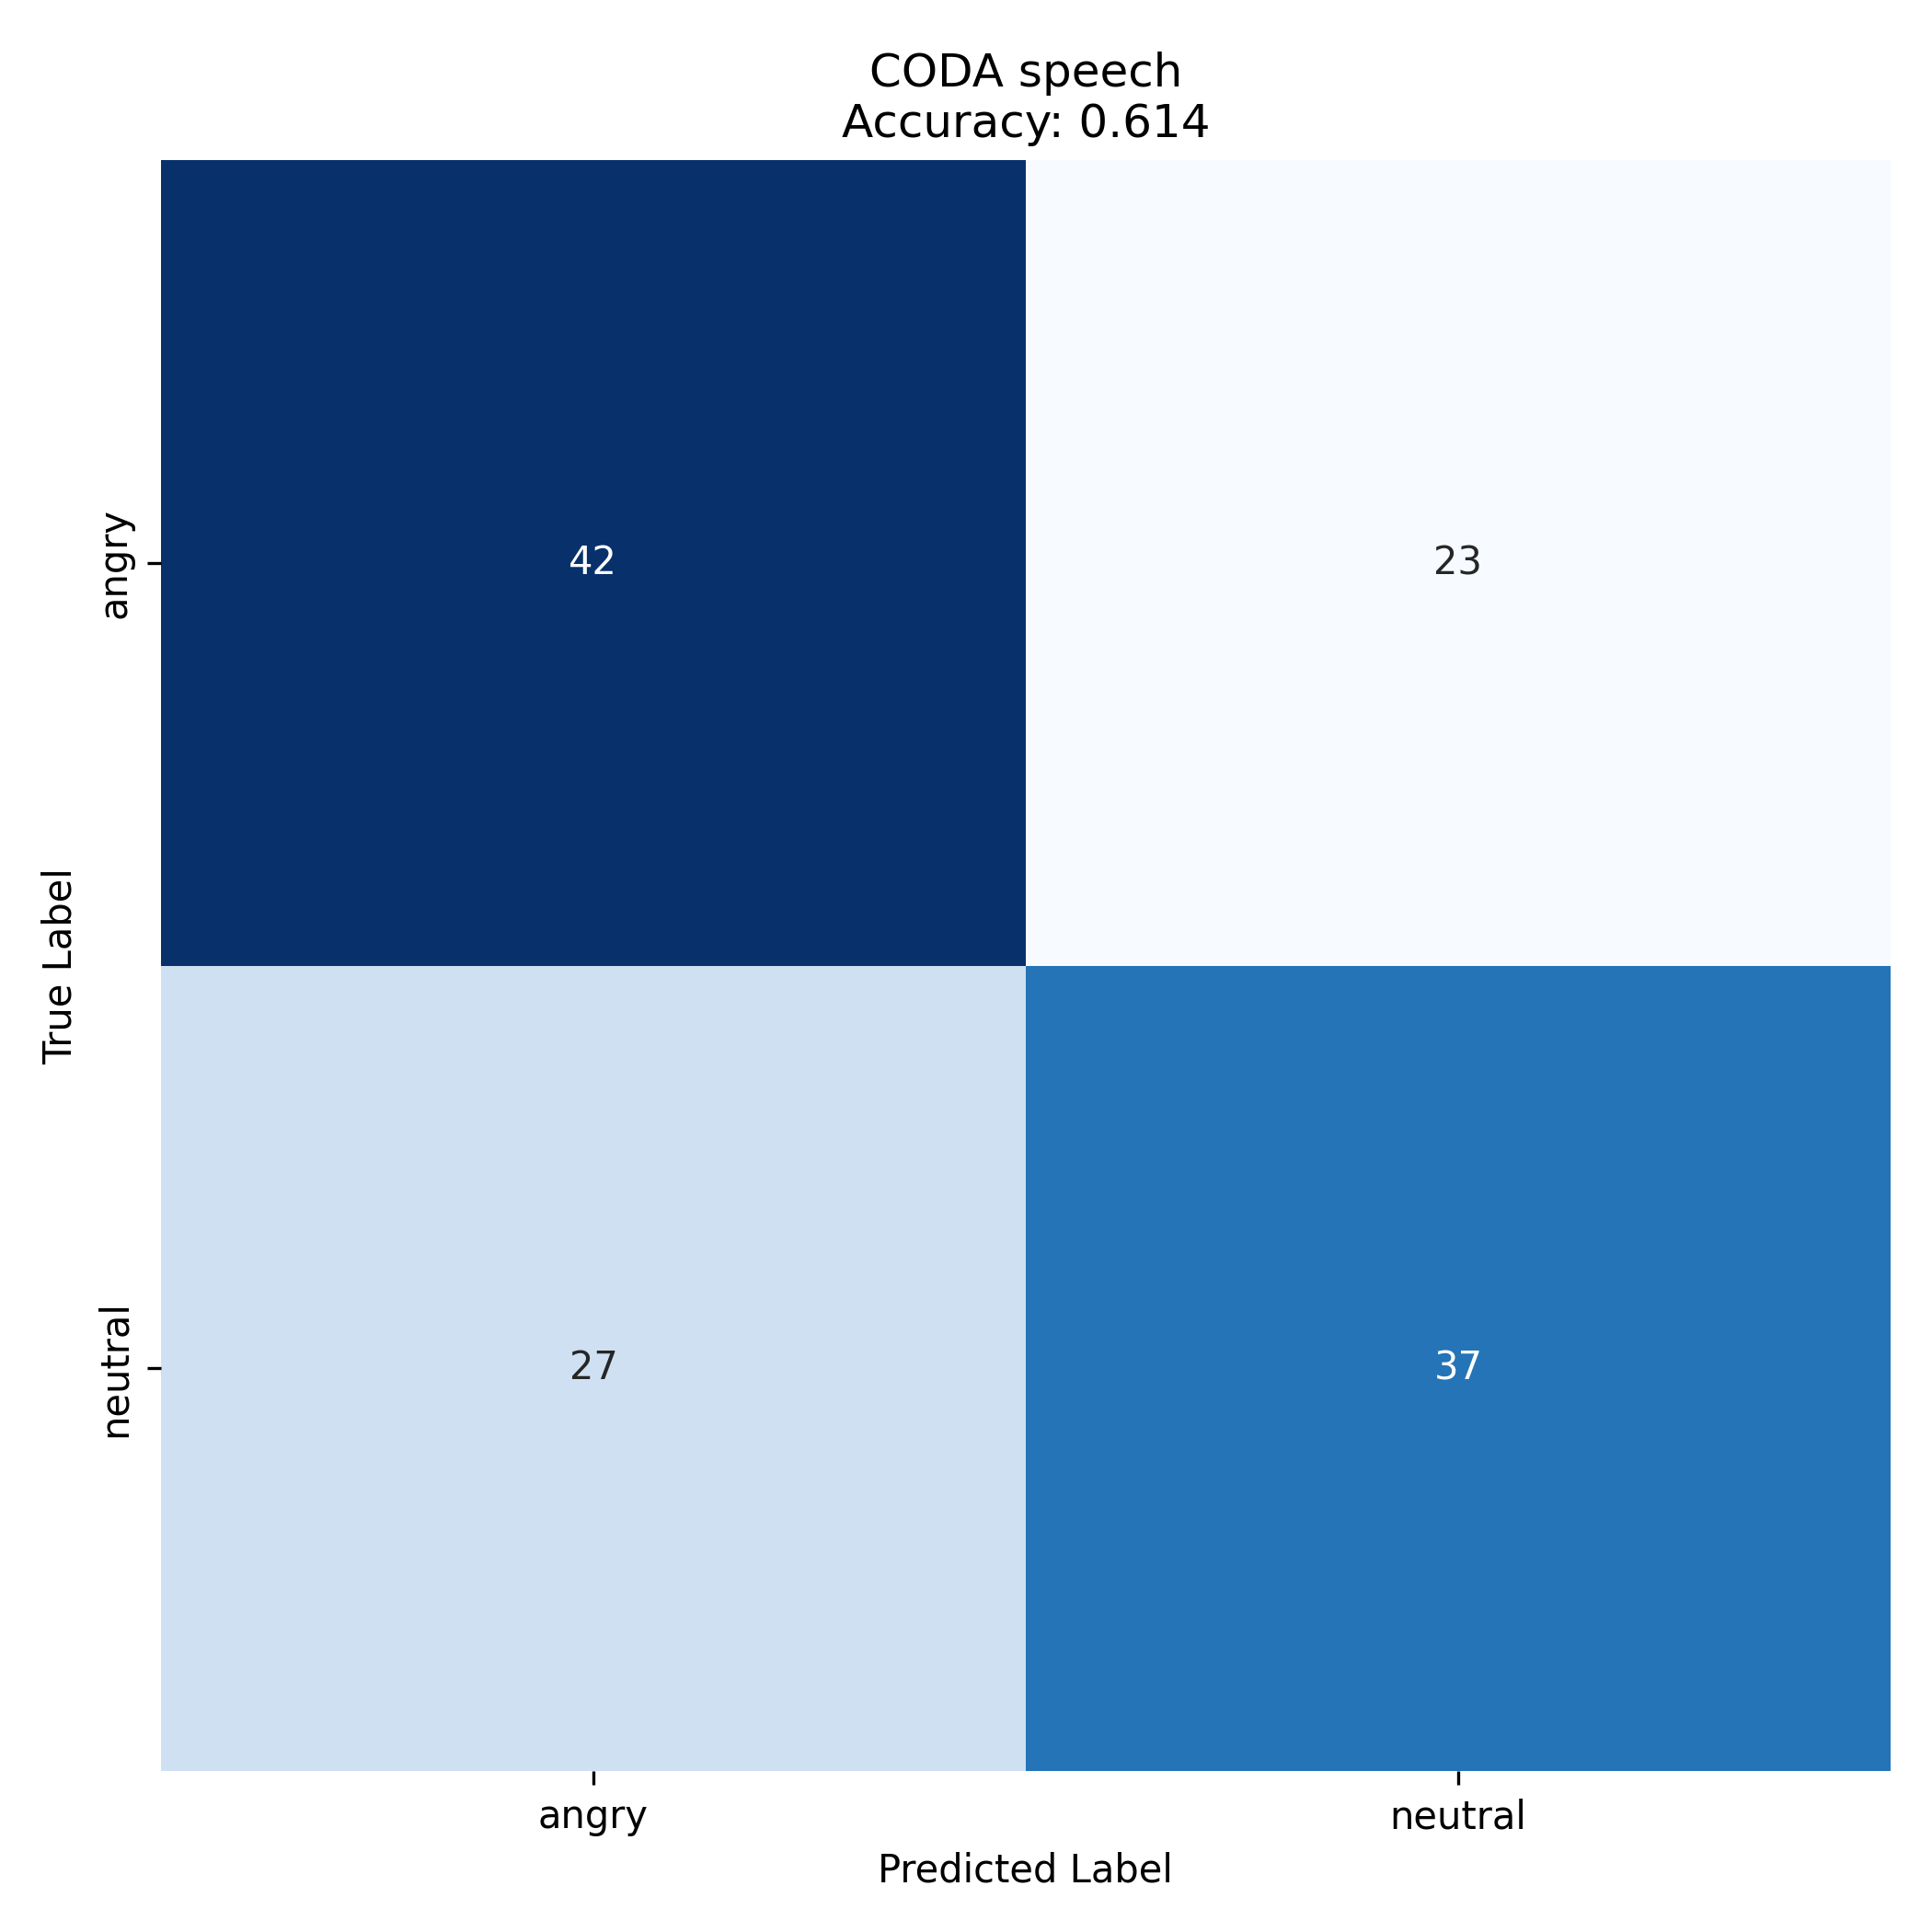 CODA speech
Accuracy: 0.614
True Label
angry
42
23
neutral
27
37
angry
neutral
Predicted Label